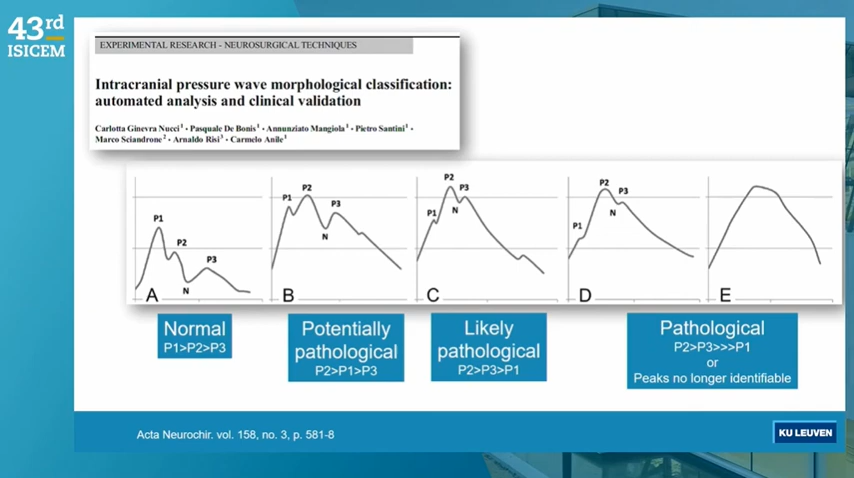 43rd
ISICEM
EXPERIMENTAL RESEARCH - NEUROSURGICAL TECHNIQUES
Intracranial pressure wave morphological classification:
automated analysis and clinical validation
Carlotta Ginevra Nucci1 · Pasquale De Bonis1 · Annunziato Mangiola1 · Pietro Santini1 ·
Marco Sciandrone2 · Arnaldo Risi3 · Carmelo Anile1
P1
P2
N
P3
A
P1
P2
N
P3
B
P1
P2
N
P3
C
P1
P2
N
P3
D
E
Normal
P1>P2>P3
Potentially
pathological
P2>P1>P3
Likely
pathological
P2>P3>P1
Pathological
P2>P3>>>P1
or
Peaks no longer identifiable
Acta Neurochir. vol. 158, no. 3, p. 581-8
KU LEUVEN